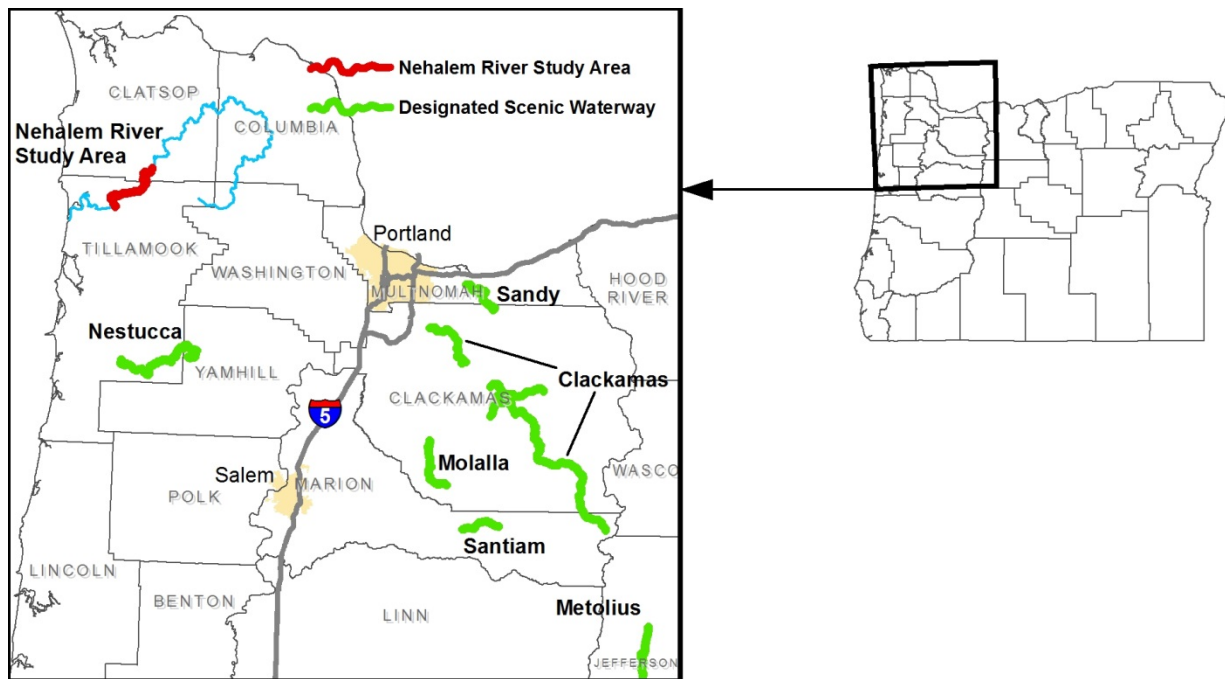 Nehalem River Study Area
Designated Scenic Waterway
CLATSOP
COLUMBIA
Nehalem River
Study Area
TILLAMOOK
WASHINGTON
Portland
MULTNOMAH
HOOD
RIVER
Sandy
Nestucca
YAMHILL
Clackamas
CLACKAMAS
5
Molalla
WASCO
Salem
MARION
POLK
Santiam
LINCOLN
BENTON
LINN
Metolius
JEFFERSON